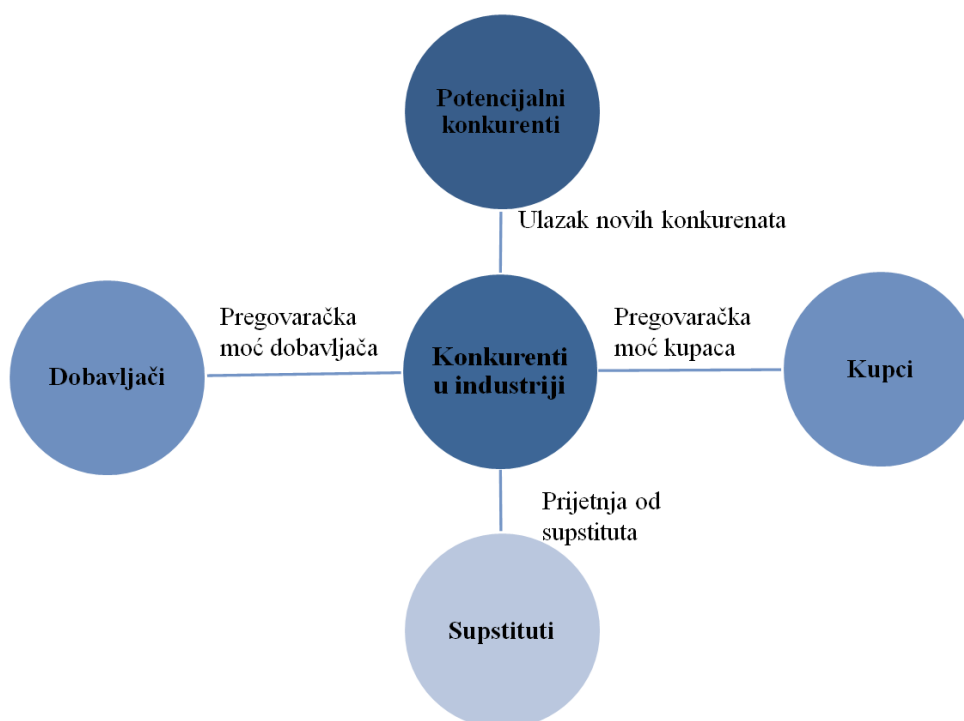 Potencijalni
konkurenti
Ulazak novih konkurenata
Pregovaračka
moć dobavljača
Pregovaračka
moć kupaca
Dobavljači
Konkurenti
u industriji
Kupci
Prijetnja od
supstituta
Supstituti